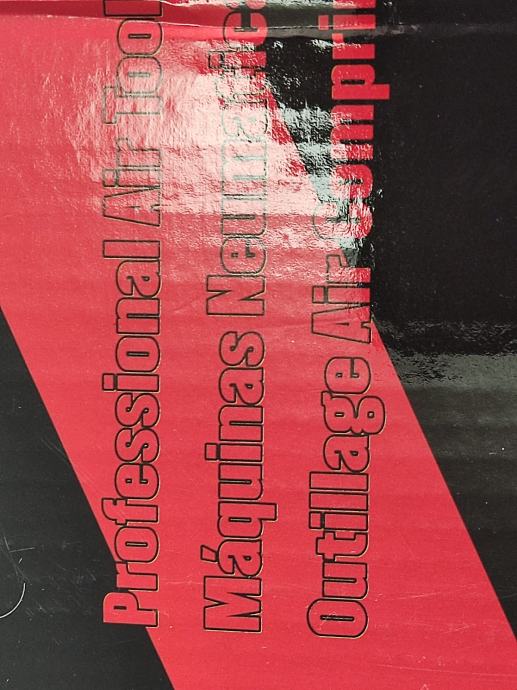 Professional Air Tool
Máquinas Neumátic
Outillage Air Compri